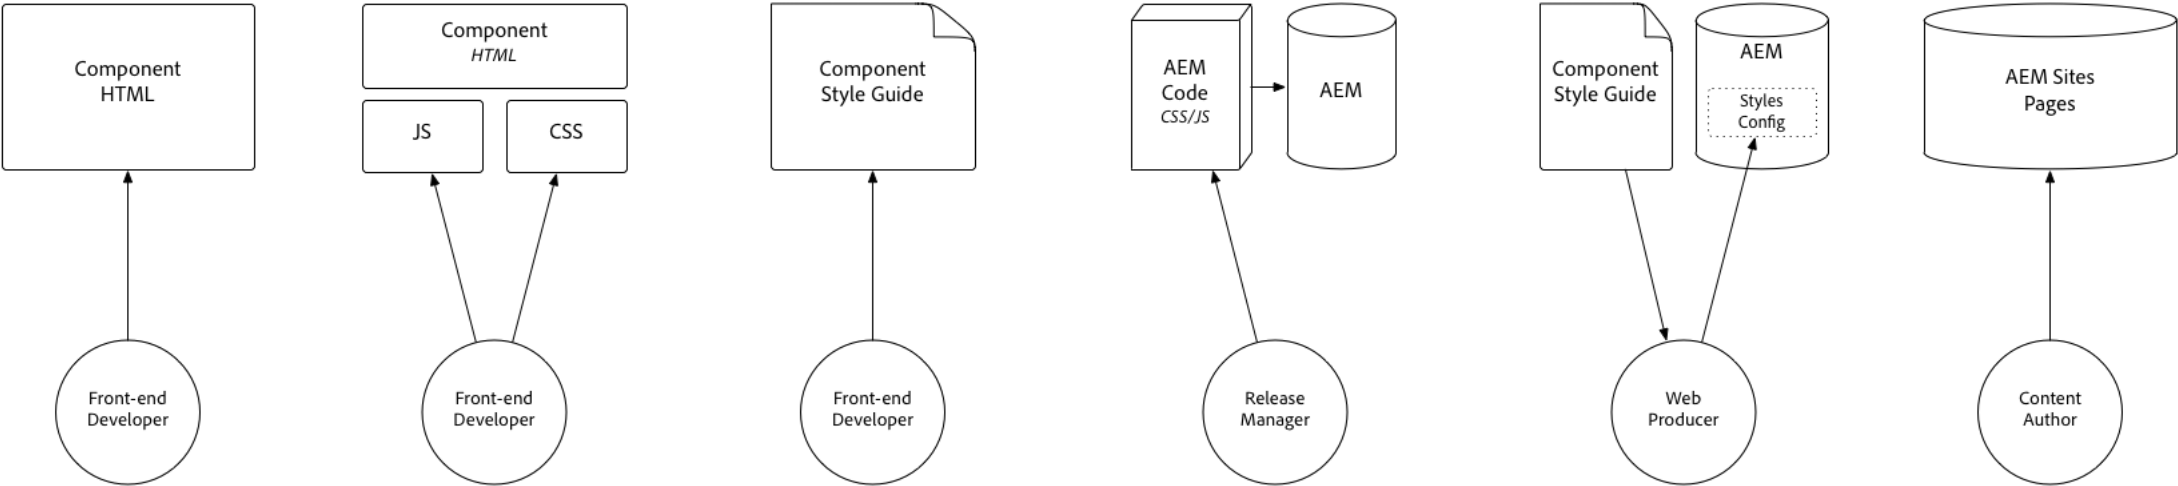 Component
HTML
Front-end
Developer
Component
HTML
JS
CSS
Front-end
Developer
Component
Style Guide
Front-end
Developer
AEM
Code
CSS/JS
AEM
Release
Manager
Component
Style Guide
AEM
Styles
Config
Web
Producer
AEM Sites
Pages
Content
Author